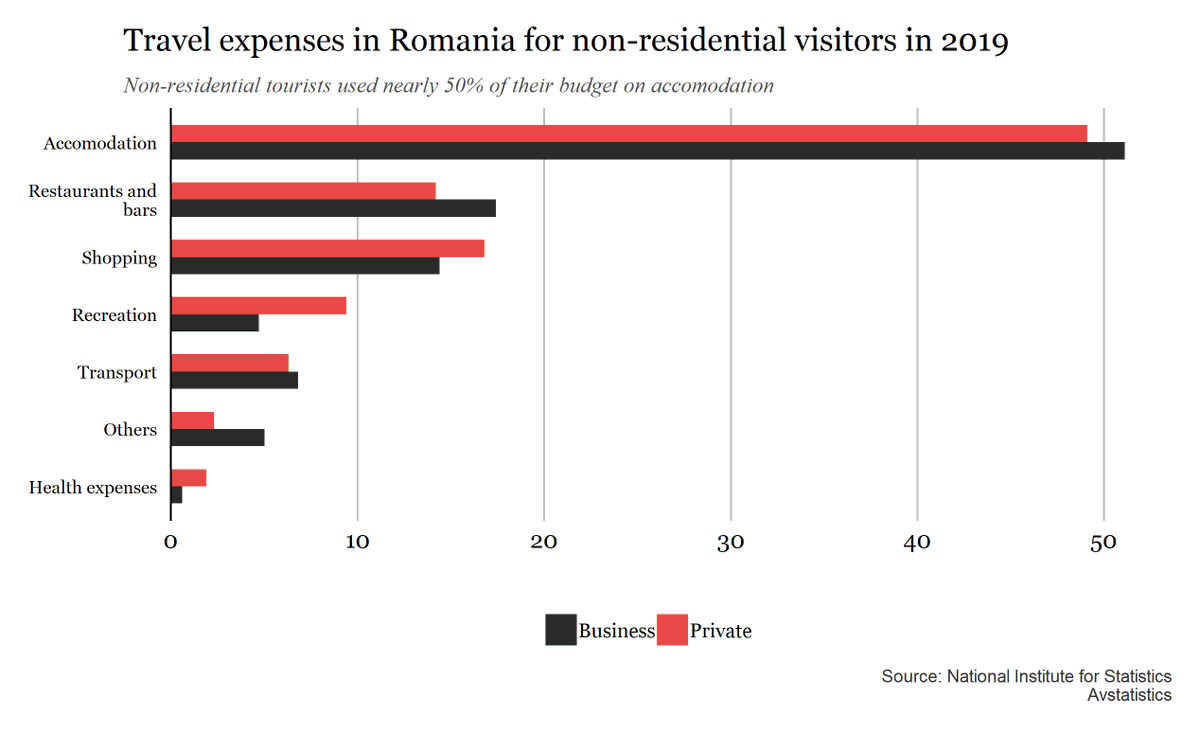 Travel expenses in Romania for non-residential visitors in 2019
Non-residential tourists used nearly 50% of their budget on accomodation
Accomodation
Restaurants and
bars
Shopping
Recreation
Transport
Others
Health expenses
0 10 20 30 40 50
Business Private
Source: National Institute for Statistics
Avstatistics